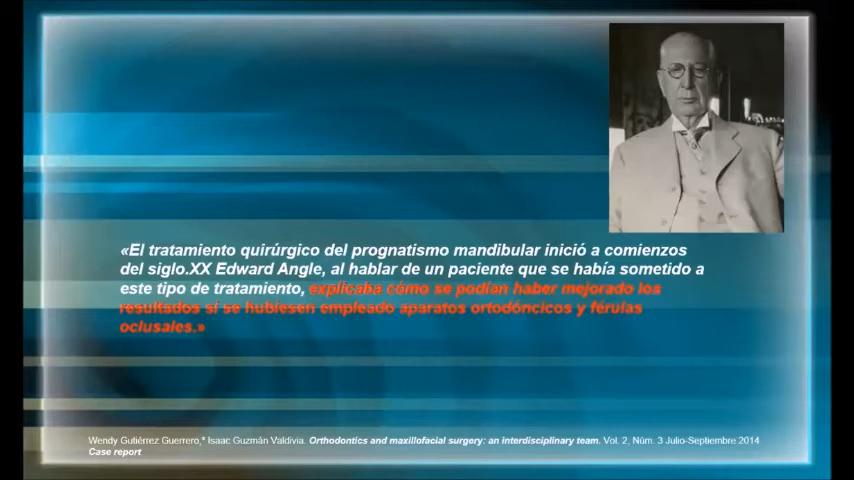 «El tratamiento quirúrgico del prognatismo mandibular inició a comienzos
del siglo.XX Edward Angle, al hablar de un paciente que se había sometido a
este tipo de tratamiento, explicaba cómo se podían haber mejorado los
resultados si se hubiesen empleado aparatos ortodóncicos y férulas
oclusales.»
Wendy Gutiérrez Guerrero,* Isaac Guzmán Valdivia. Orthodontics and maxillofacial surgery: an interdisciplinary team. Vol. 2, Núm. 3 Julio-Septiembre 2014
Case report